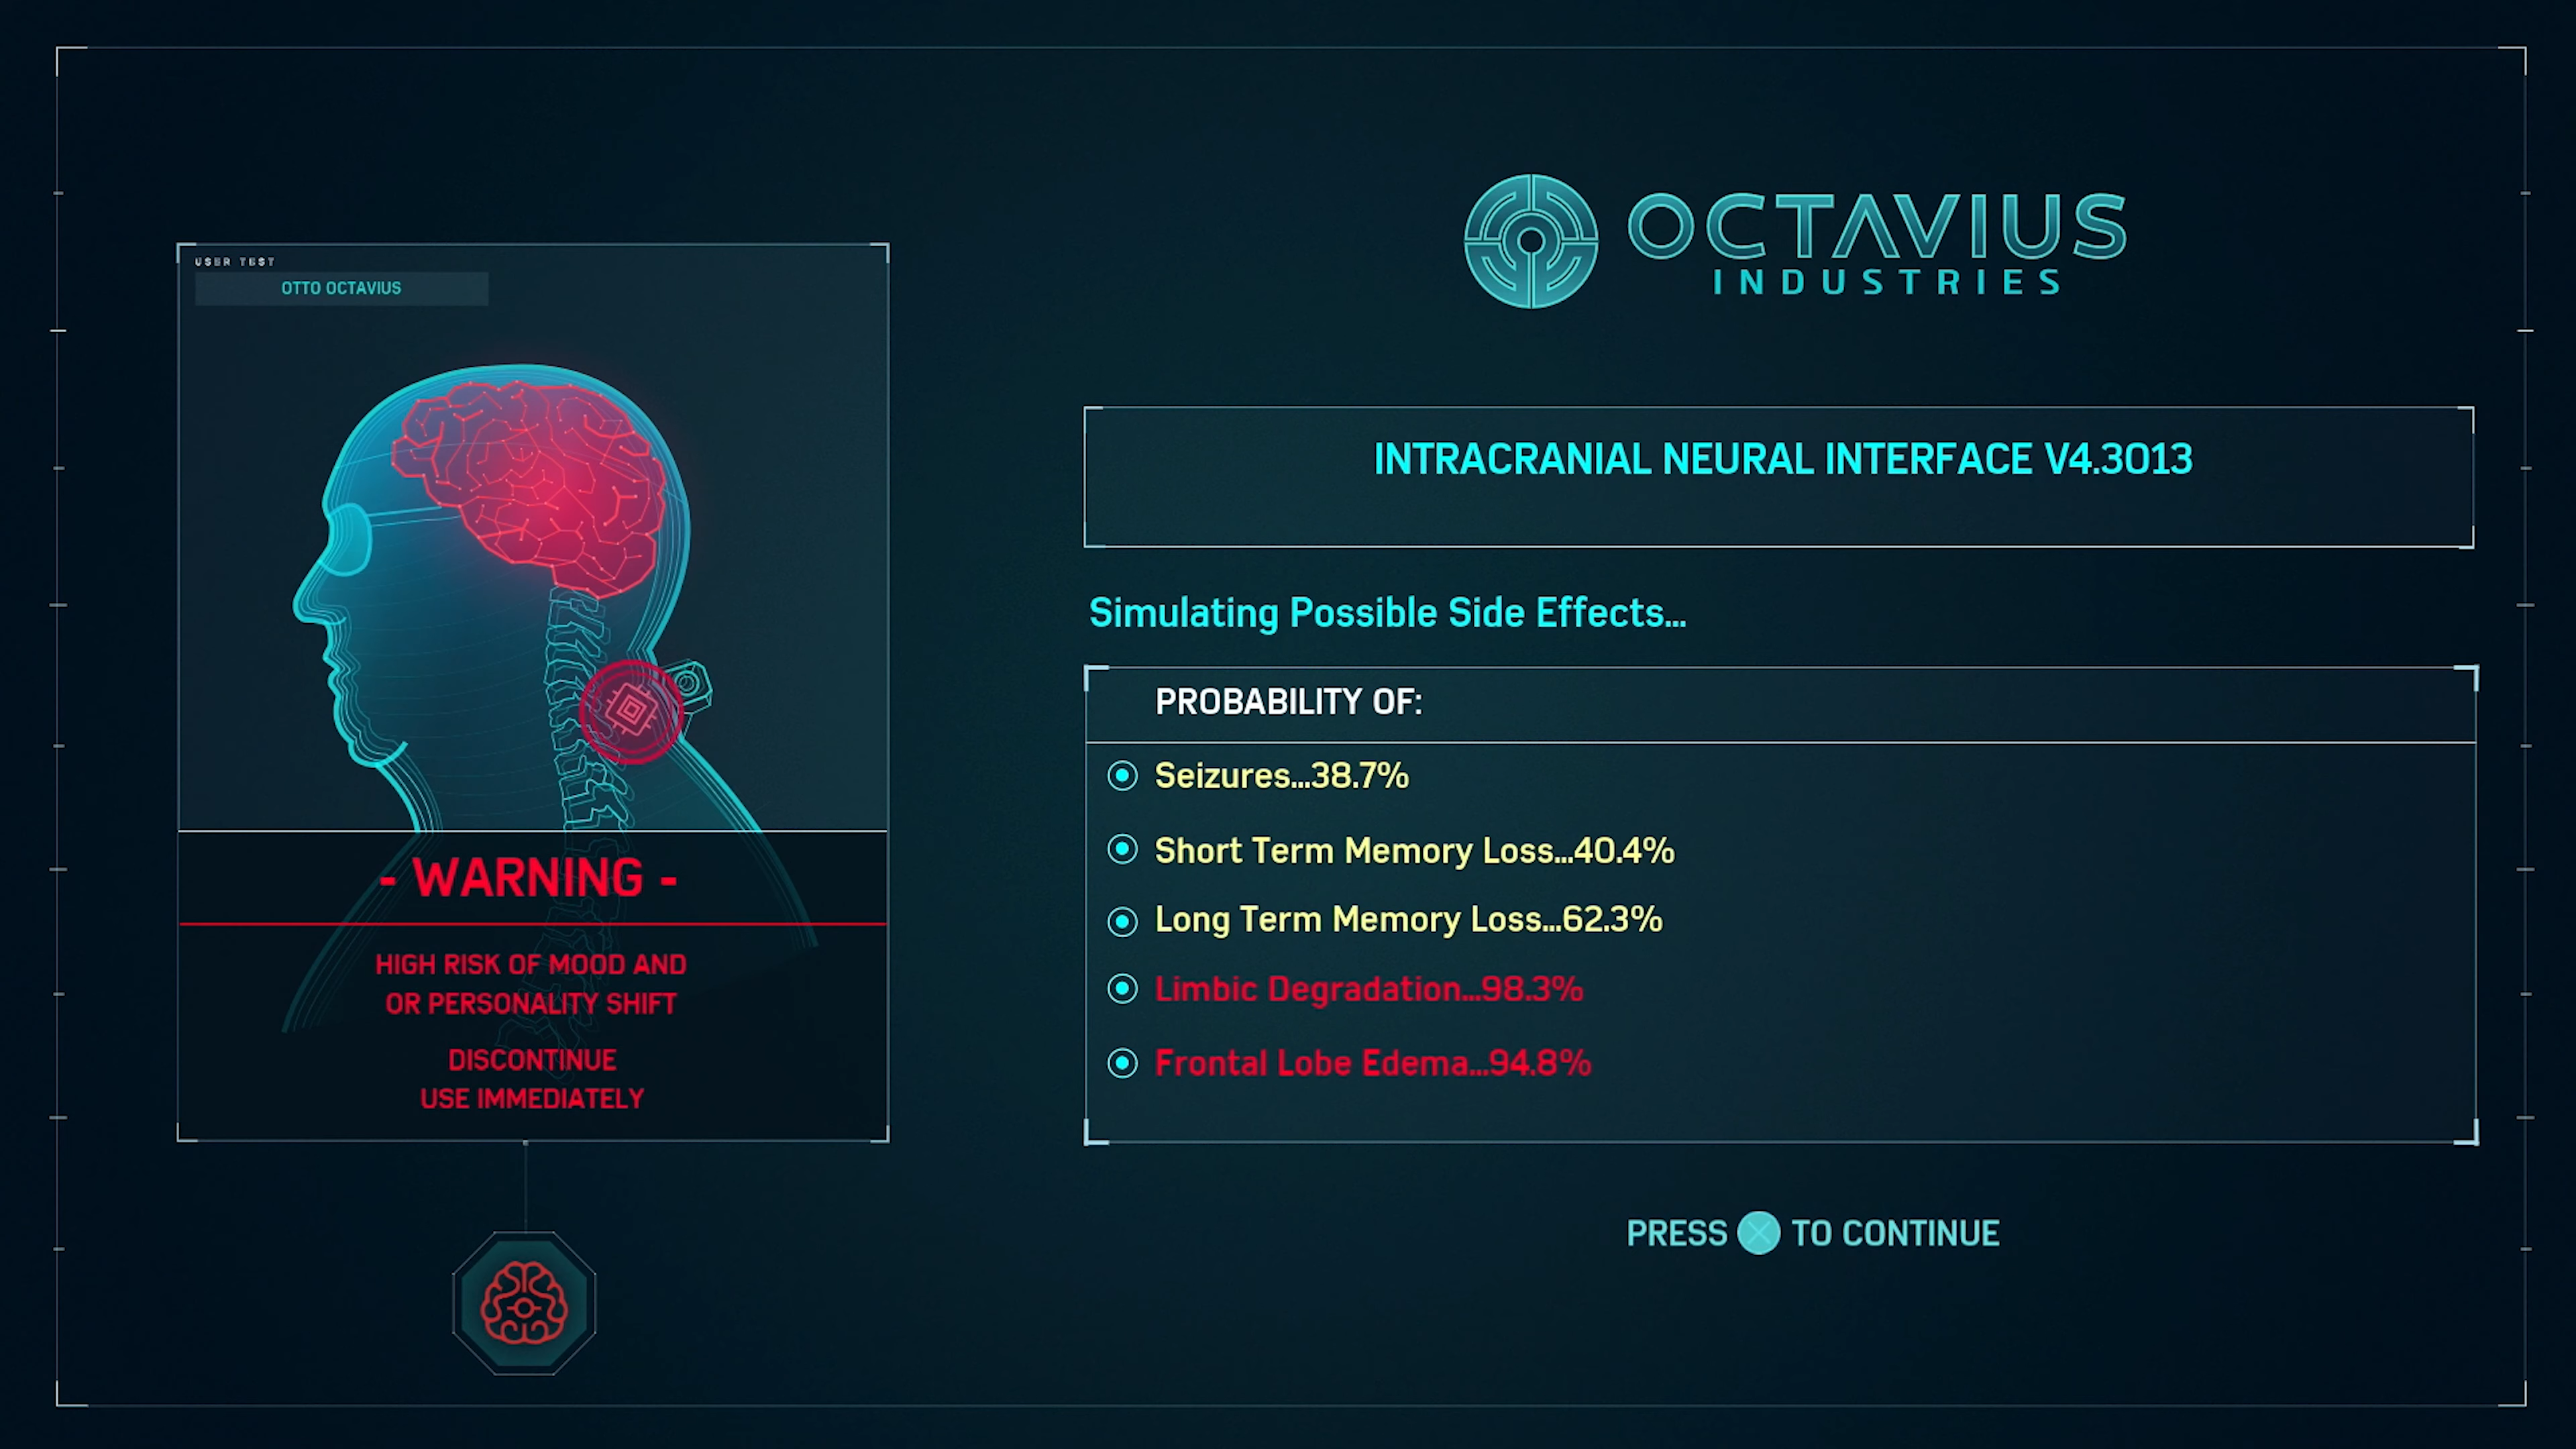 USER TEST
OTTO OCTAVIUS
- WARNING -
HIGH RISK OF MOOD AND
OR PERSONALITY SHIFT
DISCONTINUE
USE IMMEDIATELY
OCTAVIUS
INDUSTRIES
INTRACRANIAL NEURAL INTERFACE V4.3013
Simulating Possible Side Effects...
PROBABILITY OF:
Seizures...38.7%
Short Term Memory Loss...40.4%
Long Term Memory Loss...62.3%
Limbic Degradation...98.3%
Frontal Lobe Edema...94.8%
PRESS TO CONTINUE